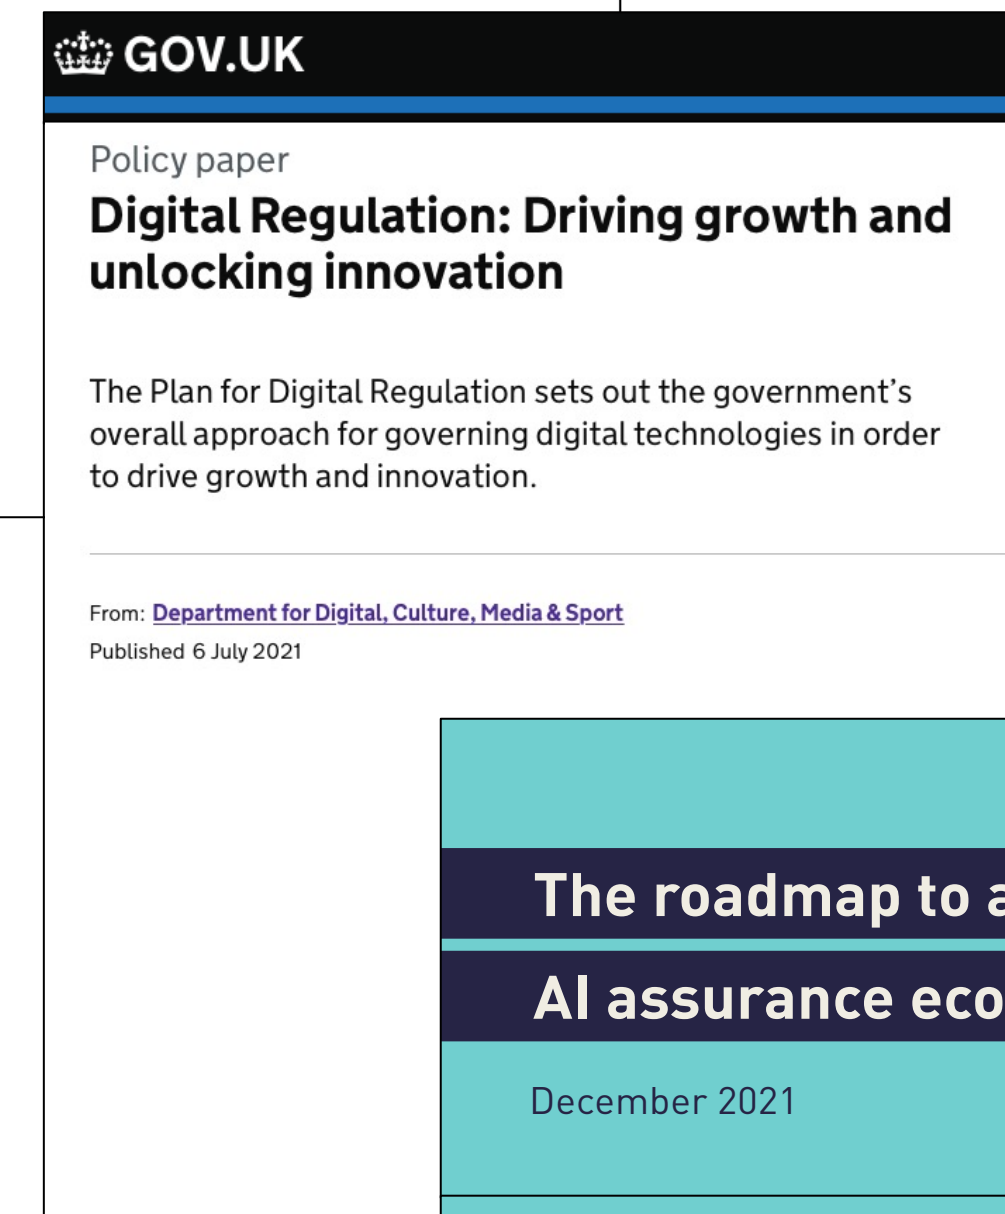 GOV.UK
Policy paper
Digital Regulation: Driving growth and
unlocking innovation
The Plan for Digital Regulation sets out the government’s
overall approach for governing digital technologies in order
to drive growth and innovation.
From: Department for Digital, Culture, Media & Sport
Published 6 July 2021
The roadmap to a
AI assurance eco
December 2021